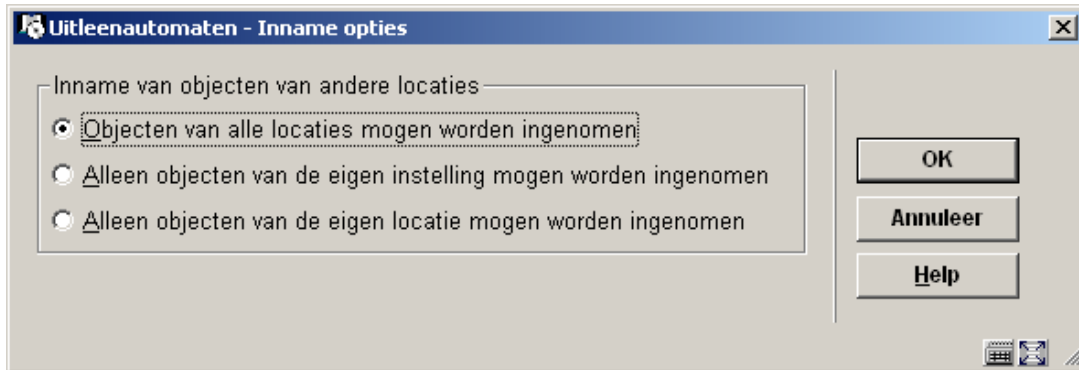 Uitleenautomaten - Inname opties
Inname van objecten van andere locaties
Objecten van alle locaties mogen worden ingenomen
Alleen objecten van de eigen instelling mogen worden ingenomen
Alleen objecten van de eigen locatie mogen worden ingenomen
OK
Annuleer
Help